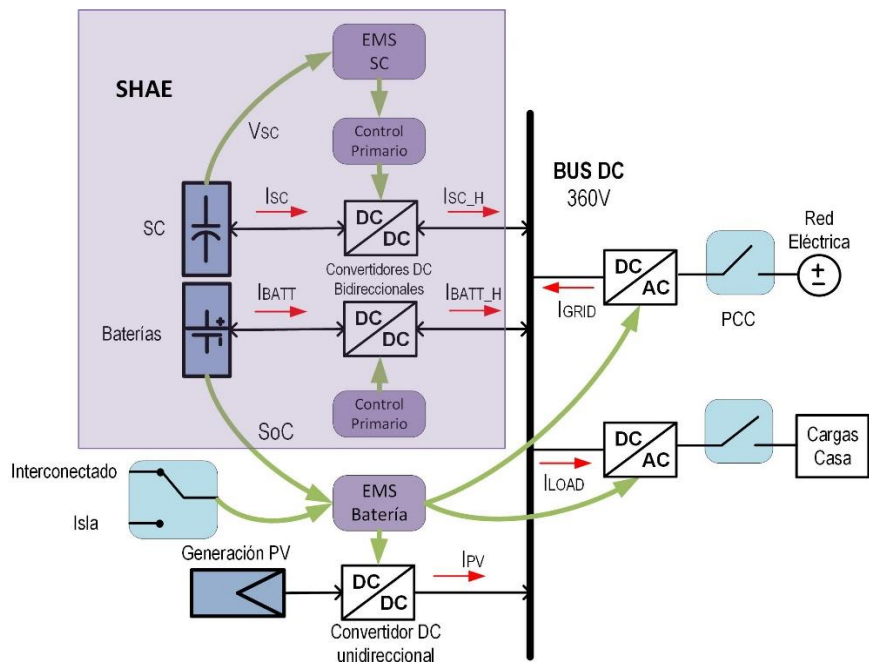 EMS
SC
SHAE
VSC
Control
Primario
BUS DC
360V
ISC
ISC_H
SC
DC
DC
Convertidores DC
Bidireccionales
Red
Eléctrica
DC
AC
IGRID
PCC
IBATT
IBATT_H
Baterías
DC
DC
Control
Primario
SoC
DC
AC
ILOAD
Cargas
Casa
Interconectado
Isla
EMS
Batería
Generación PV
IPV
DC
DC
Convertidor DC
unidireccional